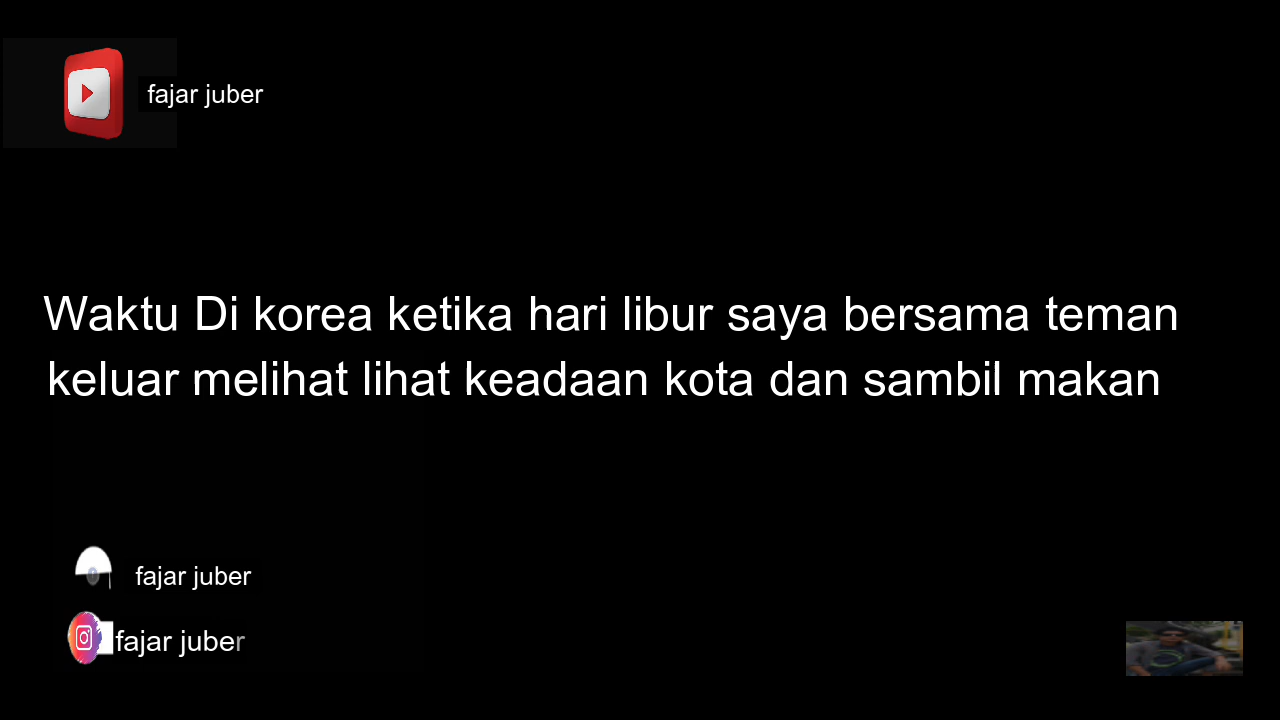 fajar juber
Waktu Di korea ketika hari libur saya bersama teman
keluar melihat lihat keadaan kota dan sambil makan
fajar juber
fajar juber